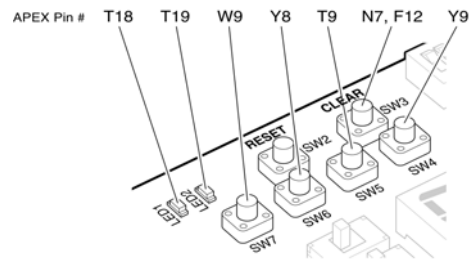 APEX Pin # T18 T19 W9 Y8 T9 N7, F12 Y9
CLEAR
SW3
RESET
SW2
SW4
LED1
LED2
SW5
SW6
SW7